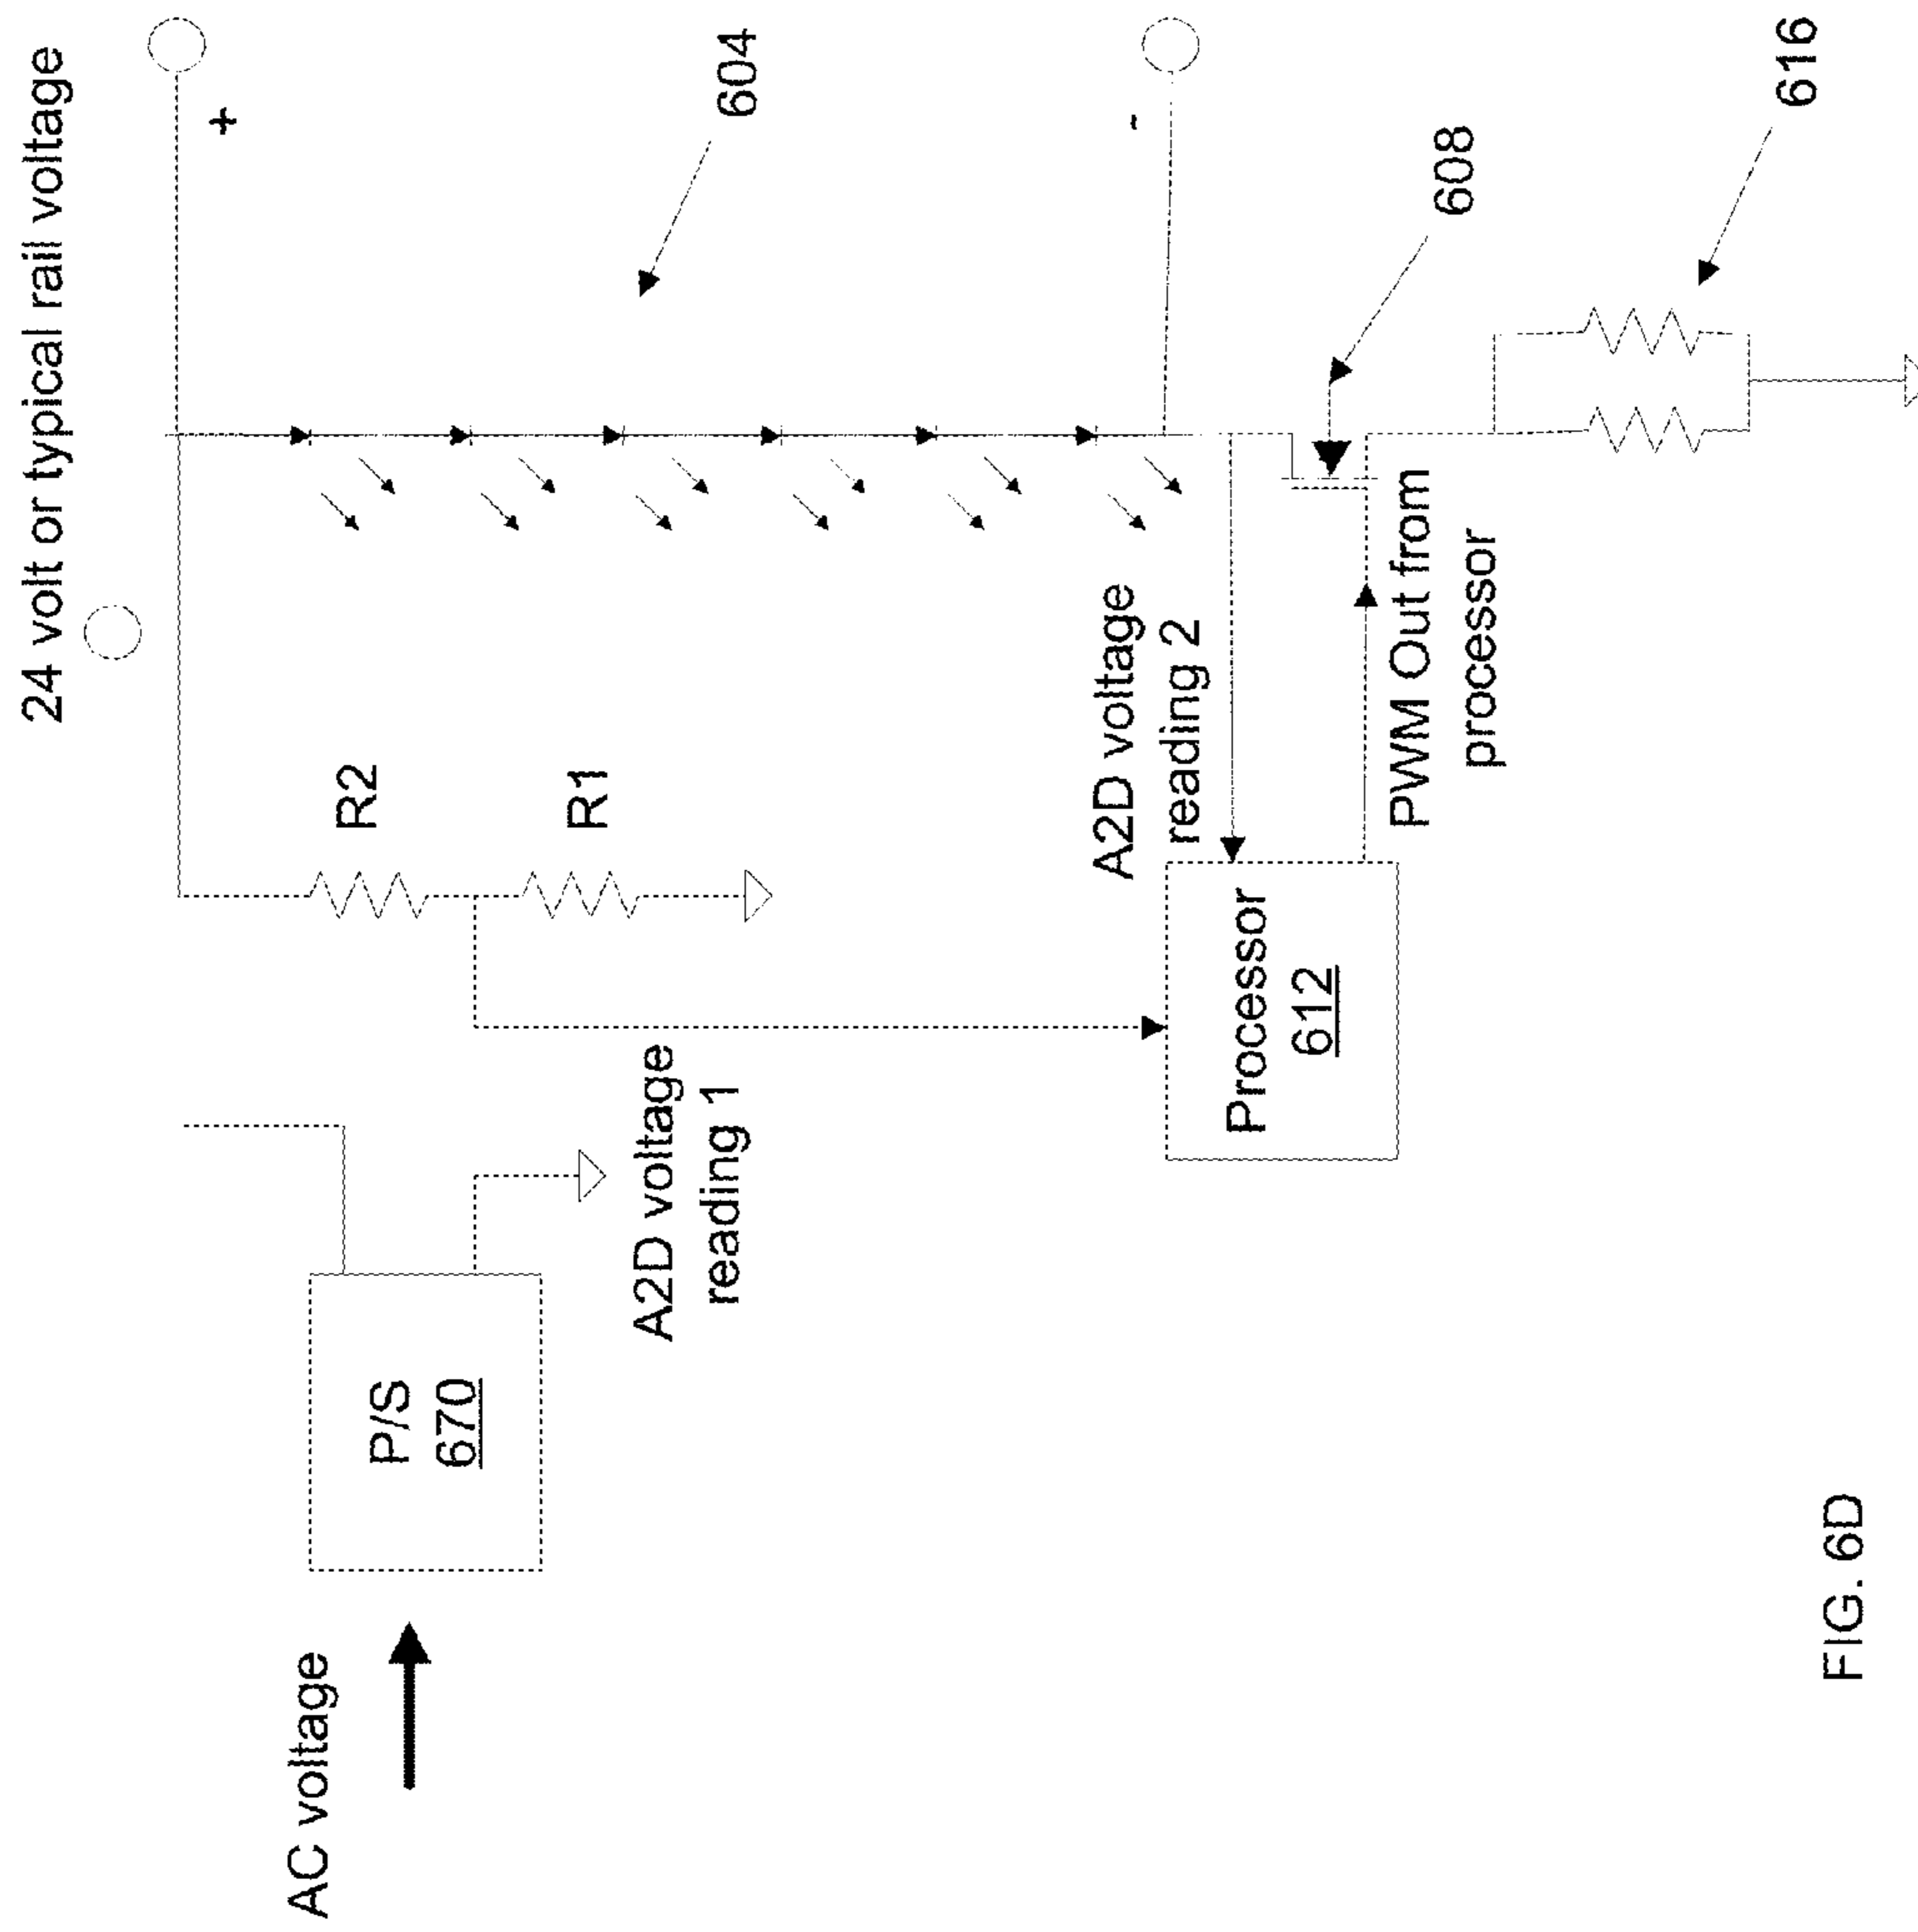 24 volt or typical rail voltage
+
604
-
608
616
R2
R1
A2D voltage
reading 2
PWM Out from
processor
Processor
612
A2D voltage
reading 1
P/S
670
AC voltage
FIG. 6D